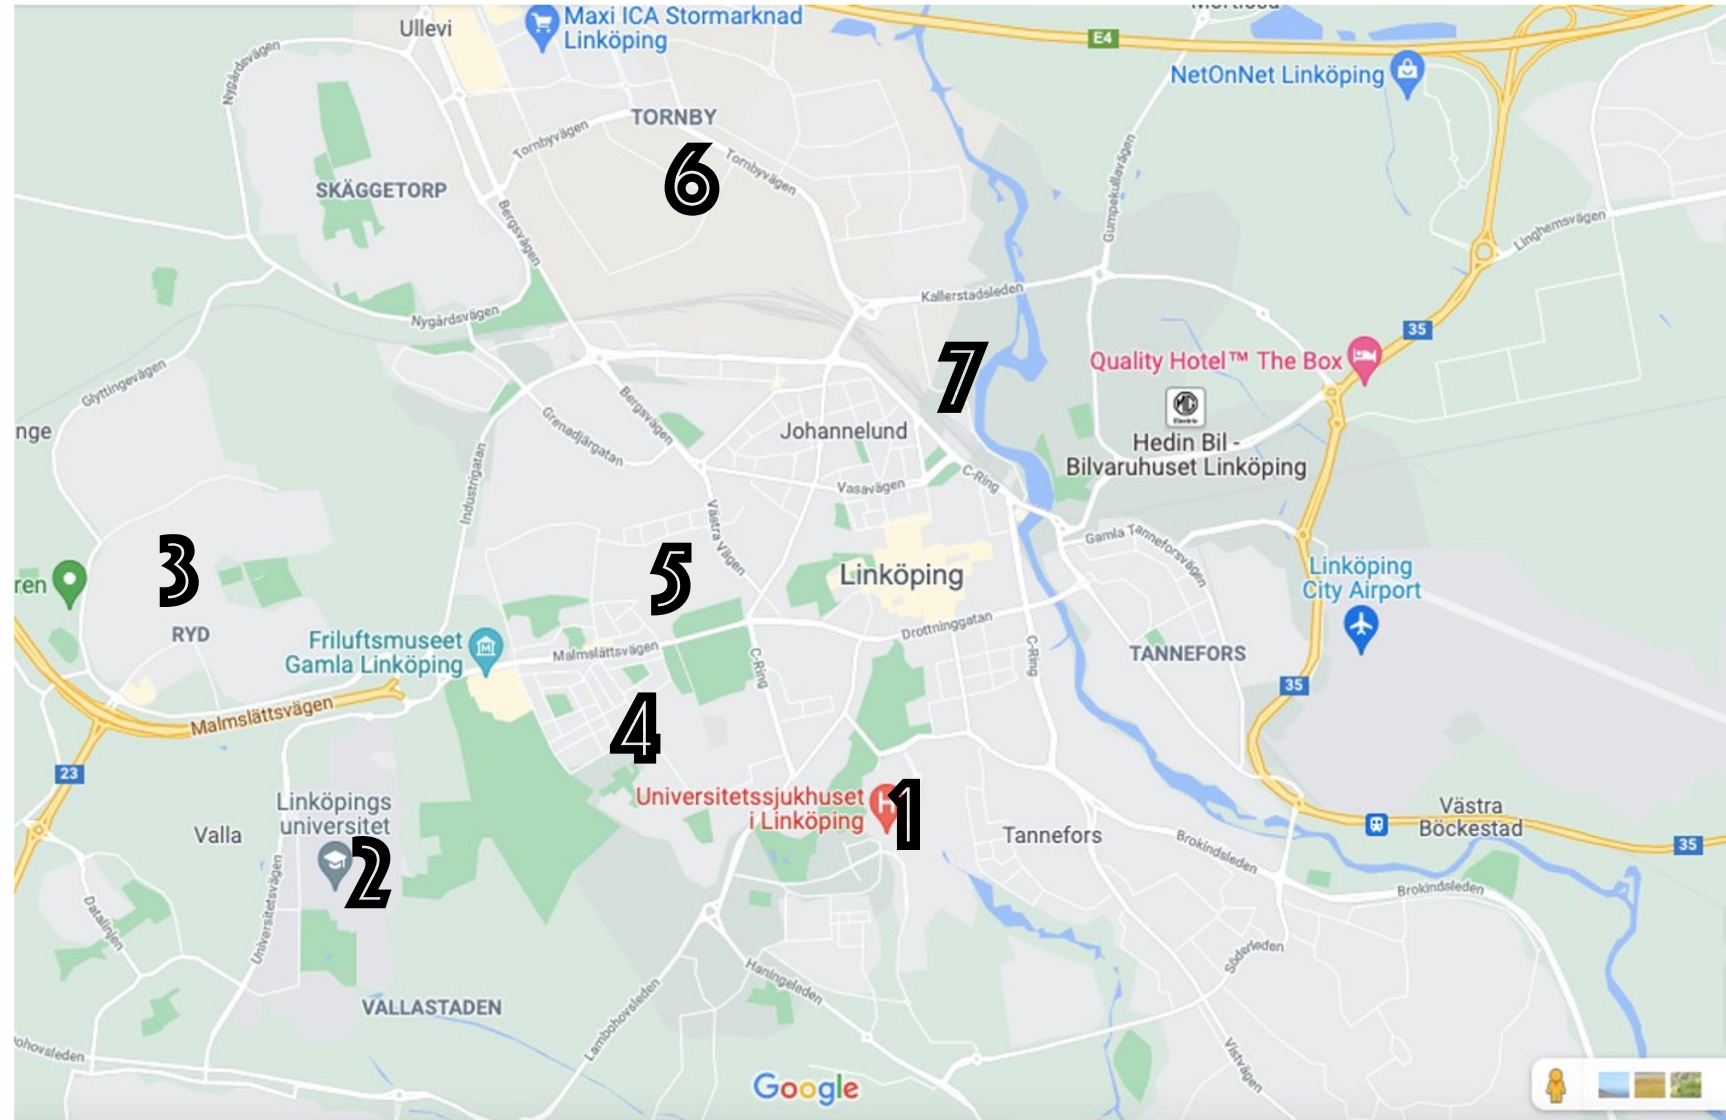 Ullevi
Maxi ICA Stormarknad
Linköping
E4
NetOnNet Linköping
Nygårdsvägen
TORNBY
Tornbyvägen
Tornbyvägen
6
SKÄGGETORP
Bergsvägen
Gumpekullavägen
Linghemsvägen
Kallerstadsleden
Nygårdsvägen
35
7
Quality Hotel™ The Box
MG
Electric
Hedin Bil -
Bilvaruhuset Linköping
Glyttingevägen
nge
Grenadjärgatan
Bergsvägen
Johannelund
Industrigatan
Vasavägen
C-Ring
Västra Vägen
Gamla Tanneforsvägen
3
5
Linköping
Linköping
City Airport
ren
RYD
Friluftsmuseet
Gamla Linköping
M
Malmslättsvägen
Drottninggatan
C-Ring
C-Ring
TANNEFORS
35
Malmslättsvägen
4
23
Universitetssjukhuset
i Linköping
H
1
Linköpings
universitet
2
Valla
Tannefors
Västra
Böckestad
35
Brokindsleden
Brokindsleden
Datalinjen
Universitetsvägen
VALLASTADEN
Haningeleden
Söderleden
Lambohovsleden
ohovsleden
Vistvägen
Google